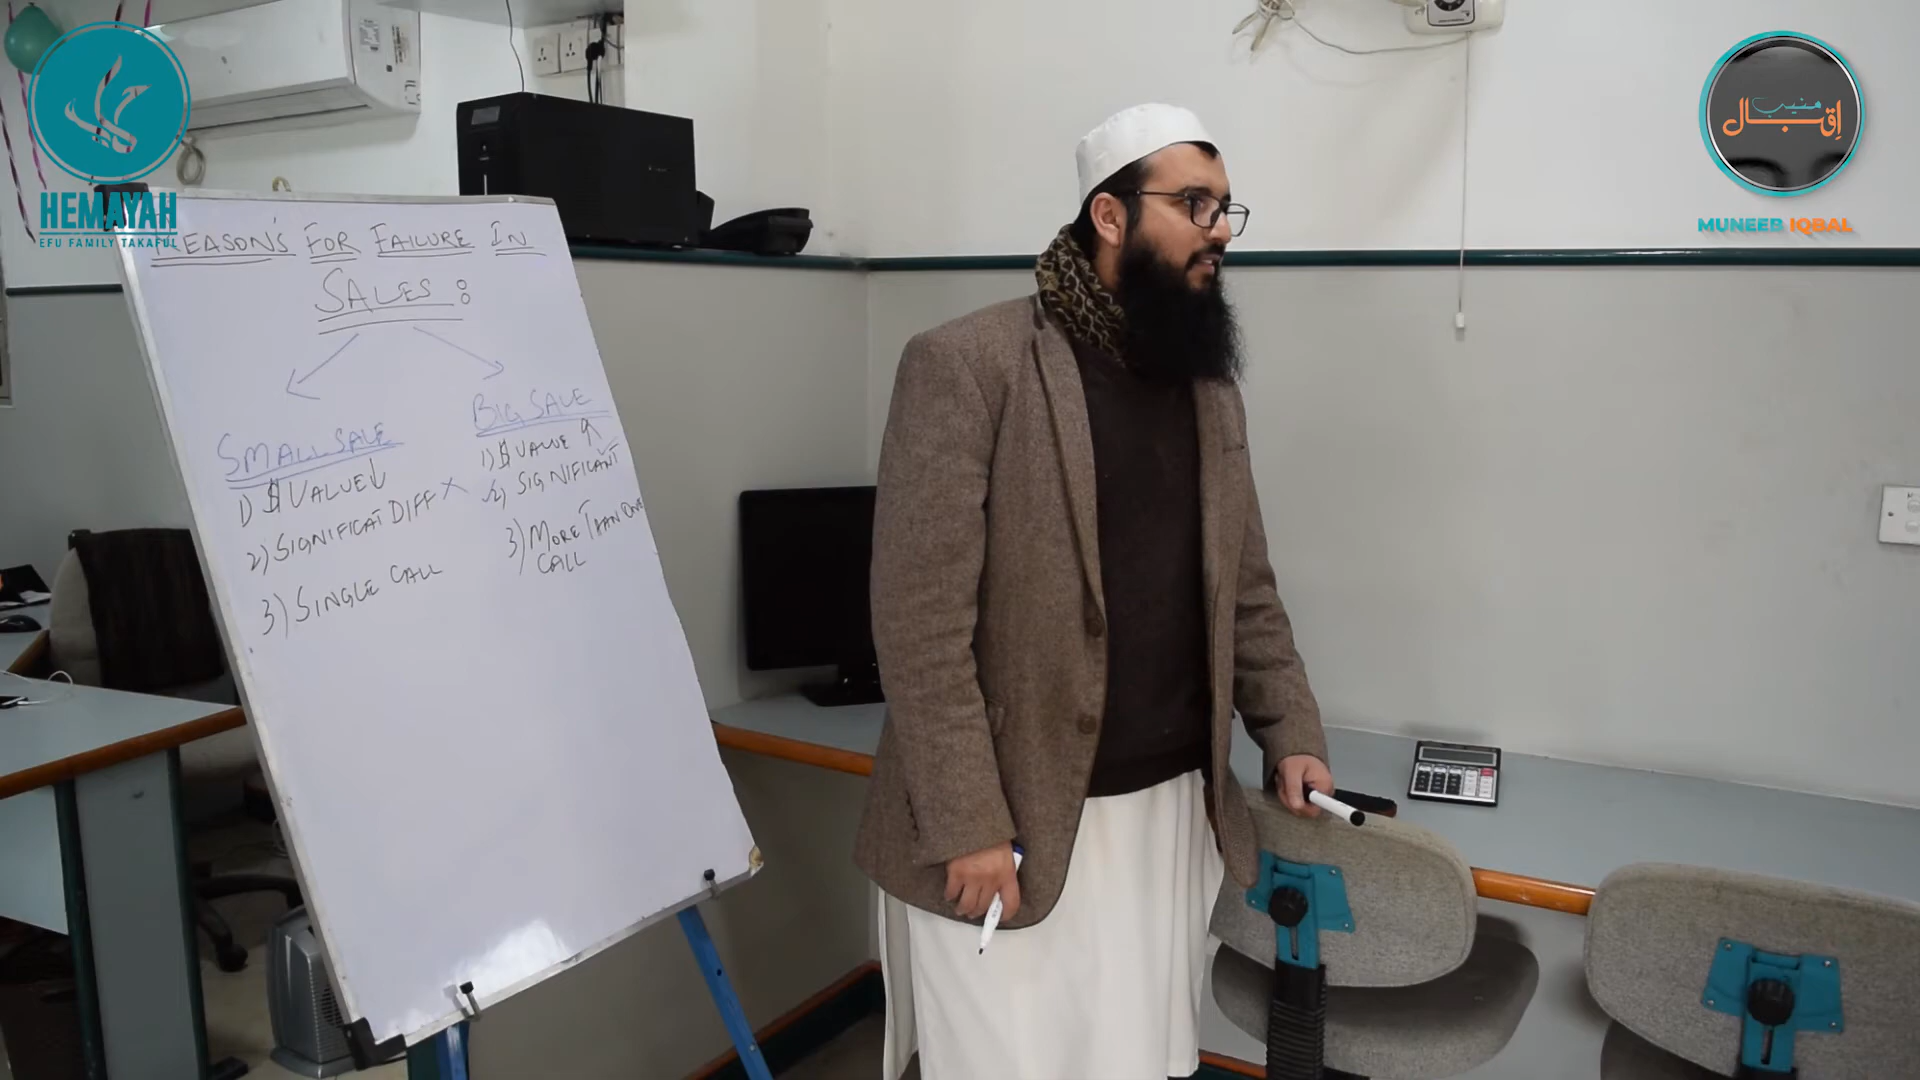 HEMAYAH
EFU FAMILY TAKAFUL
منیب
اقبال
MUNEEB IQBAL
REASON'S FOR FAILURE IN
SALES :
SMALL SALE
1) $ VALUE ↓
2) SIGNIFICAT DIFF X
3) SINGLE CALL
BIG SALE
1) $ VALUE ↑
2) SIGNIFICANT
3) MORE THAN ONE
CALL